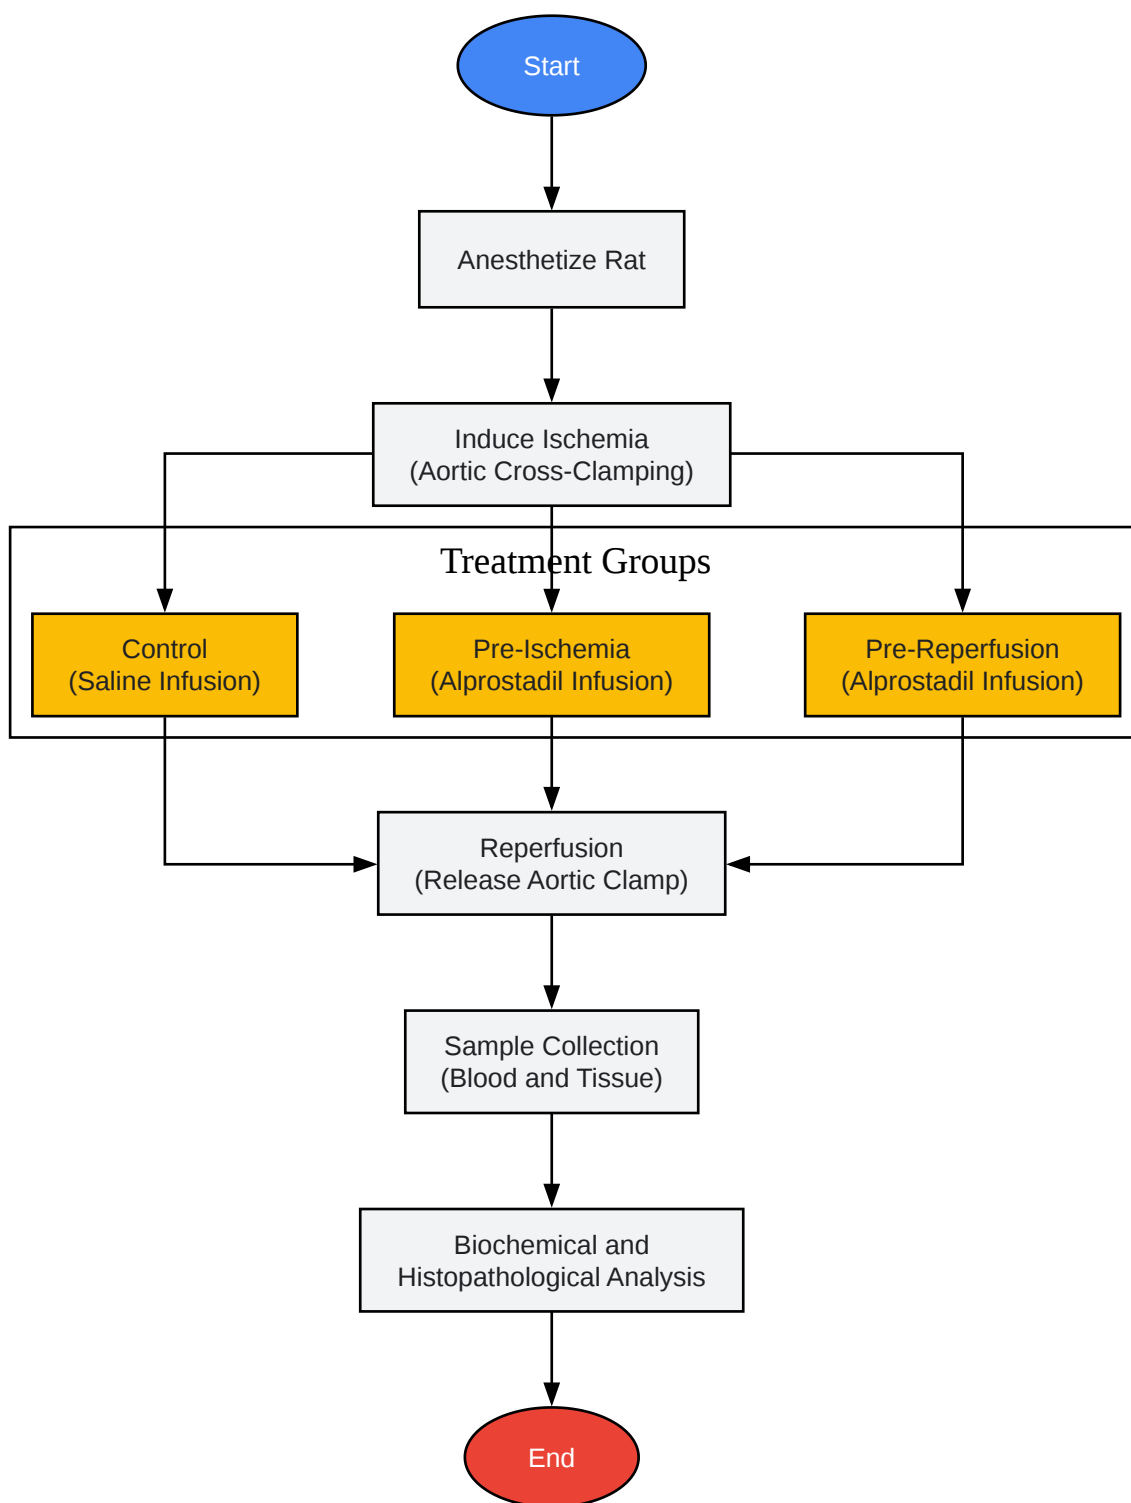 Start
Anesthetize Rat
Induce Ischemia
(Aortic Cross-Clamping)
Treatment Groups
Control
(Saline Infusion)
Pre-Ischemia
(Alprostadil Infusion)
Pre-Reperfusion
(Alprostadil Infusion)
Reperfusion
(Release Aortic Clamp)
Sample Collection
(Blood and Tissue)
Biochemical and
Histopathological Analysis
End